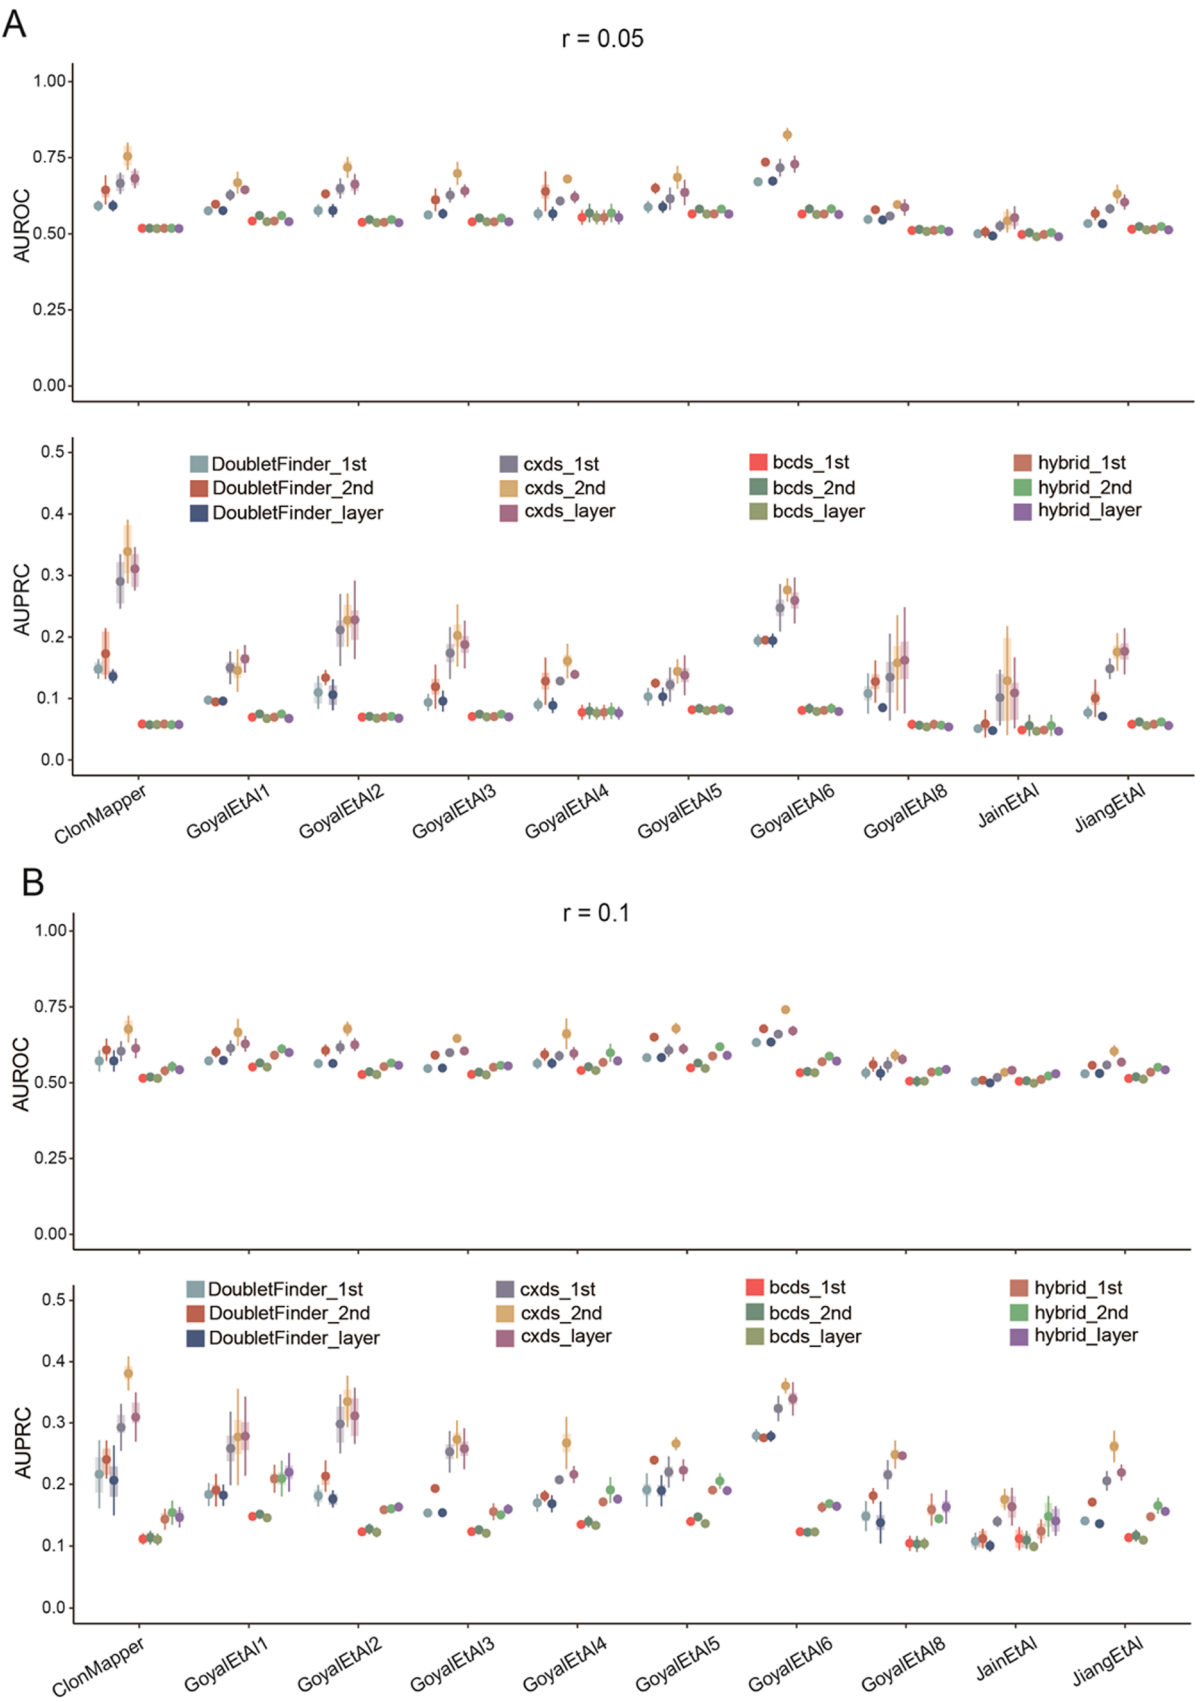 A
r = 0.05
1.00
0.75
0.50
0.25
0.00
AUROC
0.5
0.4
0.3
0.2
0.1
0.0
AUPRC
DoubletFinder_1st cxds_1st bcds_1st hybrid_1st
DoubletFinder_2nd cxds_2nd bcds_2nd hybrid_2nd
DoubletFinder_layer cxds_layer bcds_layer hybrid_layer
ClonMapper GoyalEtAl1 GoyalEtAl2 GoyalEtAl3 GoyalEtAl4 GoyalEtAl5 GoyalEtAl6 GoyalEtAl8 JainEtAl JiangEtAl
B
r = 0.1
1.00
0.75
0.50
0.25
0.00
AUROC
0.5
0.4
0.3
0.2
0.1
0.0
AUPRC
DoubletFinder_1st cxds_1st bcds_1st hybrid_1st
DoubletFinder_2nd cxds_2nd bcds_2nd hybrid_2nd
DoubletFinder_layer cxds_layer bcds_layer hybrid_layer
ClonMapper GoyalEtAl1 GoyalEtAl2 GoyalEtAl3 GoyalEtAl4 GoyalEtAl5 GoyalEtAl6 GoyalEtAl8 JainEtAl JiangEtAl